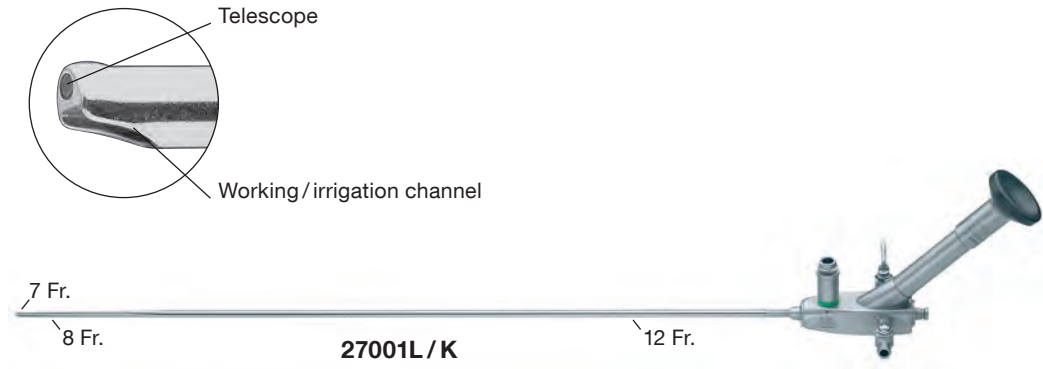 Telescope
Working / irrigation channel
7 Fr.
8 Fr.
12 Fr.
27001L / K